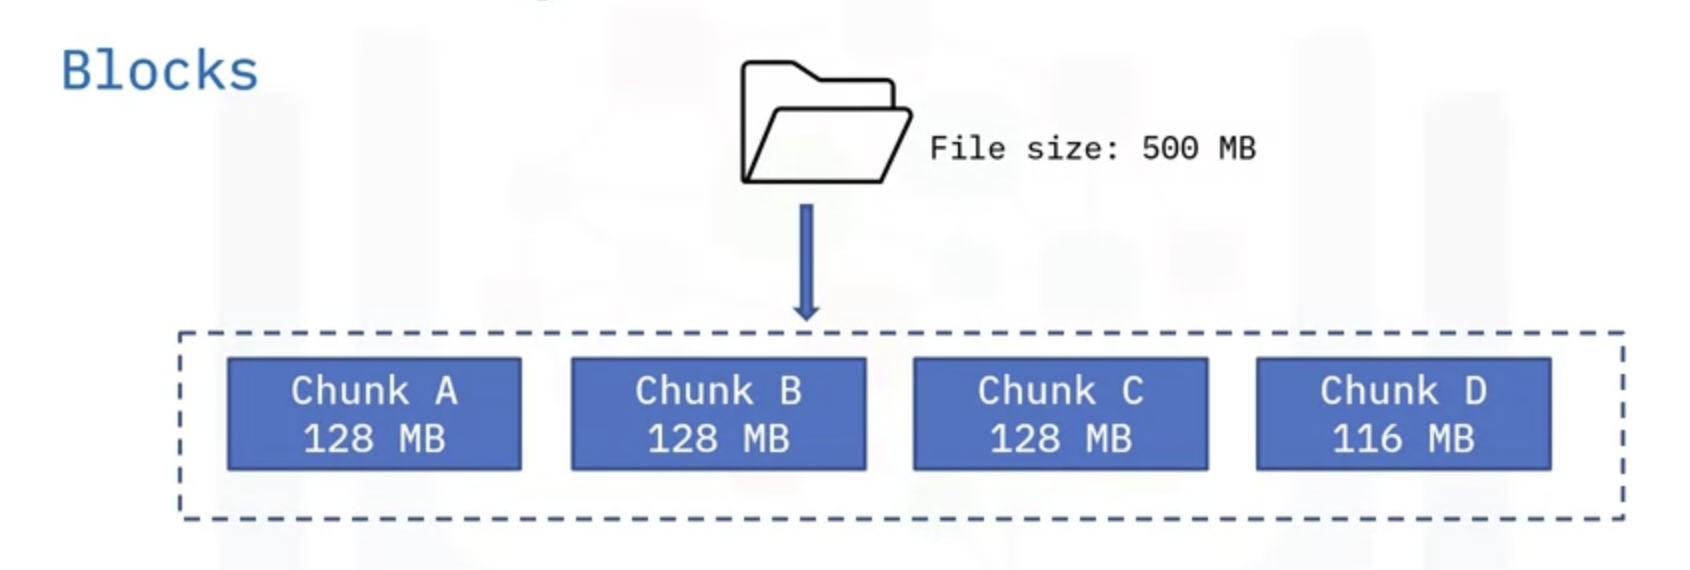 Blocks
File size: 500 MB
Chunk A
128 MB
Chunk B
128 MB
Chunk C
128 MB
Chunk D
116 MB